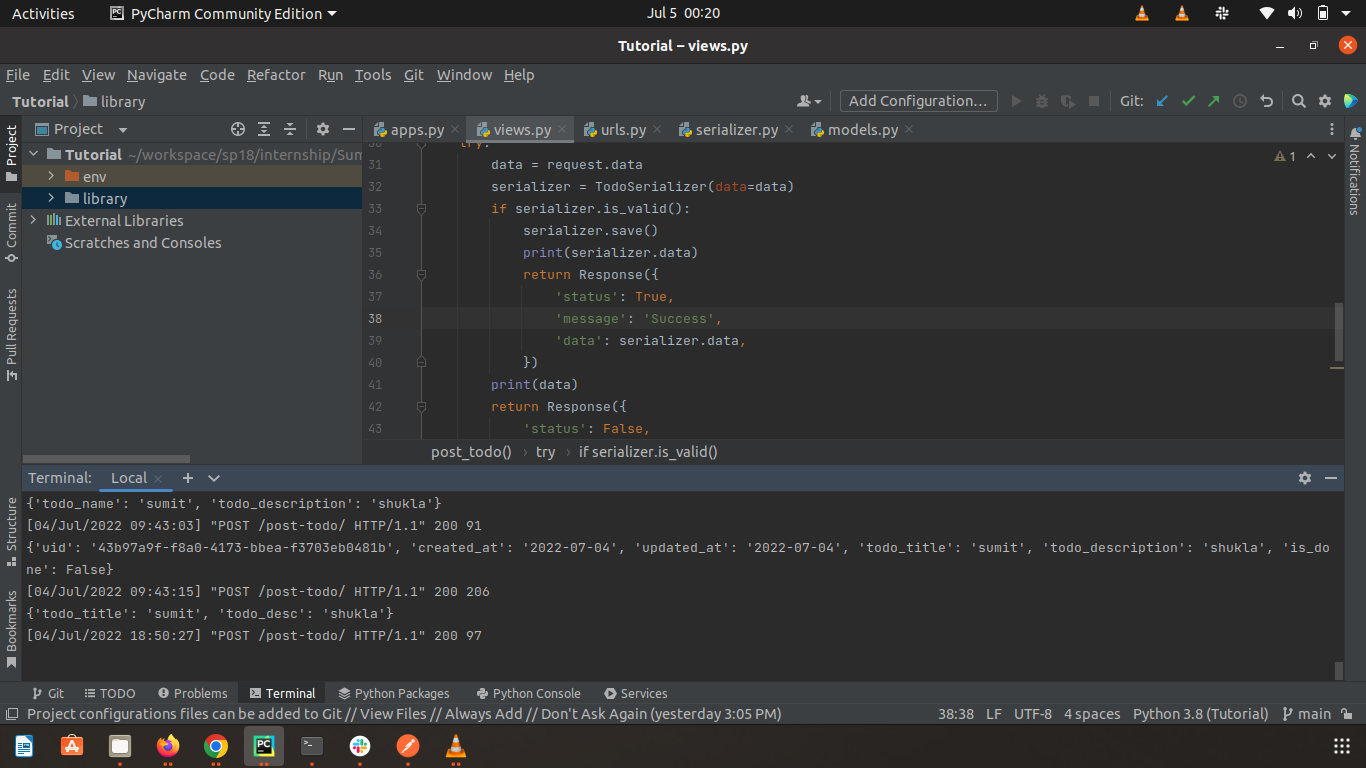 Activities PyCharm Community Edition Jul 5 00:20
Tutorial – views.py
File Edit View Navigate Code Refactor Run Tools Git Window Help
Tutorial library Add Configuration... Git:
Project
apps.py views.py urls.py serializer.py models.py
Tutorial ~/workspace/sp18/internship/Sum
env
library
External Libraries
Scratches and Consoles
Project
Commit
Pull Requests
Structure
Bookmarks
Notifications
1
30 try:
31 data = request.data
32 serializer = TodoSerializer(data=data)
33 if serializer.is_valid():
34 serializer.save()
35 print(serializer.data)
36 return Response({
37 'status': True,
38 'message': 'Success',
39 'data': serializer.data,
40 })
41 print(data)
42 return Response({
43 'status': False,
post_todo() › try › if serializer.is_valid()
Terminal: Local
{'todo_name': 'sumit', 'todo_description': 'shukla'}
[04/Jul/2022 09:43:03] "POST /post-todo/ HTTP/1.1" 200 91
{'uid': '43b97a9f-f8a0-4173-bbea-f3703eb0481b', 'created_at': '2022-07-04', 'updated_at': '2022-07-04', 'todo_title': 'sumit', 'todo_description': 'shukla', 'is_do
ne': False}
[04/Jul/2022 09:43:15] "POST /post-todo/ HTTP/1.1" 200 206
{'todo_title': 'sumit', 'todo_desc': 'shukla'}
[04/Jul/2022 18:50:27] "POST /post-todo/ HTTP/1.1" 200 97
Git TODO Problems Terminal Python Packages Python Console Services
Project configurations files can be added to Git // View Files // Always Add // Don't Ask Again (yesterday 3:05 PM) 38:38 LF UTF-8 4 spaces Python 3.8 (Tutorial) main